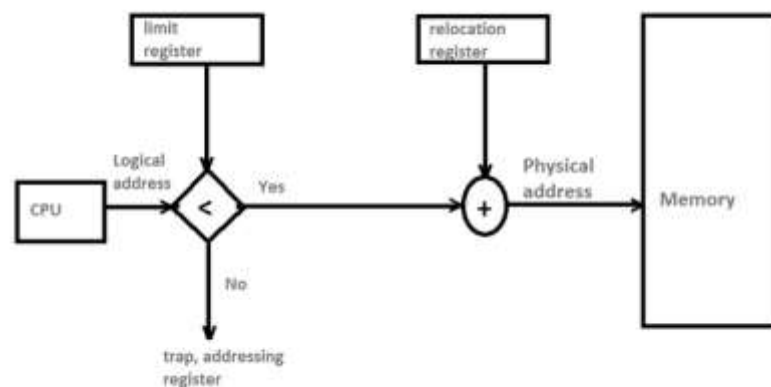 limit
register
relocation
register
Logical
address
Yes
Physical
address
CPU
<
+
Memory
No
trap, addressing
register